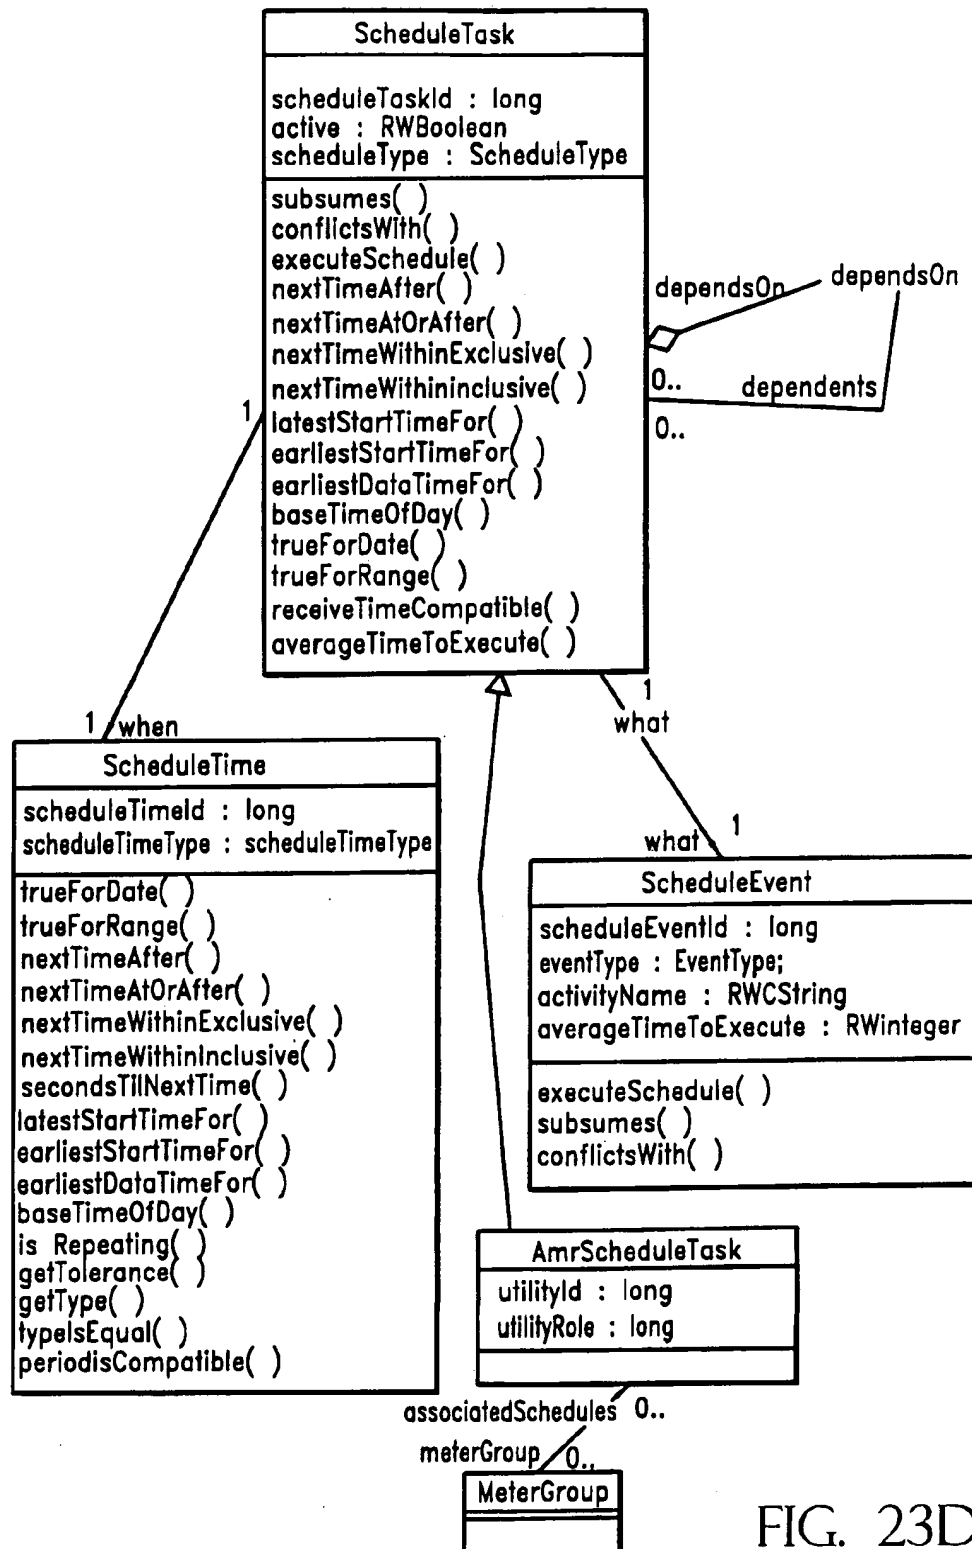 ScheduleTask
scheduleTaskId : long
active : RWBoolean
scheduleType : ScheduleType
subsumes( )
conflictsWith( )
executeSchedule( )
nextTimeAfter( )
nextTimeAtOrAfter( )
nextTimeWithinExclusive( )
nextTimeWithininclusive( )
latestStartTimeFor( )
earliestStartTimeFor( )
earliestDataTimeFor( )
baseTimeOfDay( )
trueForDate( )
trueForRange( )
receiveTimeCompatible( )
averageTimeToExecute( )
dependsOn
dependsOn
0..
dependents
0..
1
1
when
1
what
what
1
ScheduleTime
scheduleTimeId : long
scheduleTimeType : scheduleTimeType
trueForDate( )
trueForRange( )
nextTimeAfter( )
nextTimeAtOrAfter( )
nextTimeWithinExclusive( )
nextTimeWithinInclusive( )
secondsTilNextTime( )
latestStartTimeFor( )
earliestStartTimeFor( )
earliestDataTimeFor( )
baseTimeOfDay( )
is Repeating( )
getTolerance( )
getType( )
typeIsEqual( )
periodisCompatible( )
ScheduleEvent
scheduleEventId : long
eventType : EventType;
activityName : RWCString
averageTimeToExecute : RWinteger
executeSchedule( )
subsumes( )
conflictsWith( )
AmrScheduleTask
utilityId : long
utilityRole : long
associatedSchedules 0..
meterGroup 0..
MeterGroup
FIG. 23D